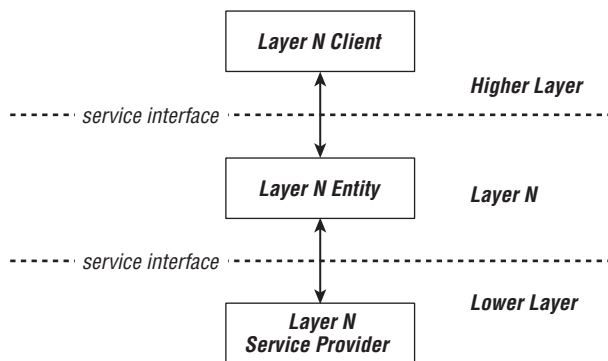 Layer N Client
Higher Layer
service interface
Layer N Entity
Layer N
service interface
Lower Layer
Layer N
Service Provider